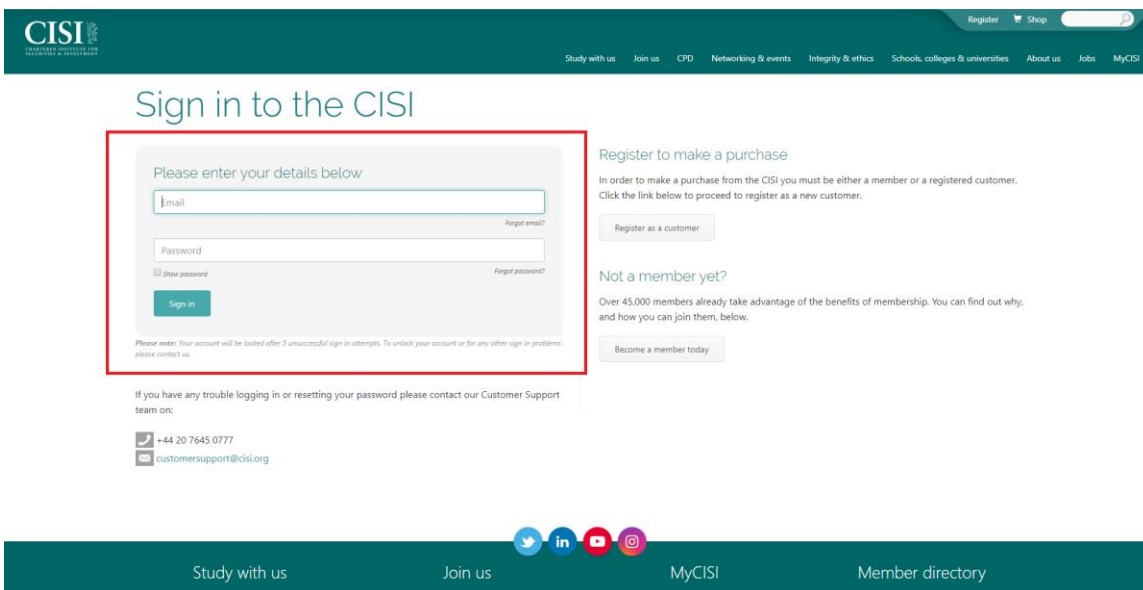 Register Shop
CISI
CHARTERED INSTITUTE FOR
SECURITIES & INVESTMENT
Study with us Join us CPD Networking & events Integrity & ethics Schools, colleges & universities About us Jobs MyCISI
Sign in to the CISI
Please enter your details below
Email
Forgot email?
Password
Show password
Forgot password?
Sign in
Please note: Your account will be locked after 5 unsuccessful sign in attempts. To unlock your account or for any other sign in problems
please contact us.
If you have any trouble logging in or resetting your password please contact our Customer Support
team on:
+44 20 7645 0777
customersupport@cisi.org
Register to make a purchase
In order to make a purchase from the CISI you must be either a member or a registered customer.
Click the link below to proceed to register as a new customer.
Register as a customer
Not a member yet?
Over 45,000 members already take advantage of the benefits of membership. You can find out why,
and how you can join them, below.
Become a member today
in
Study with us Join us MyCISI Member directory